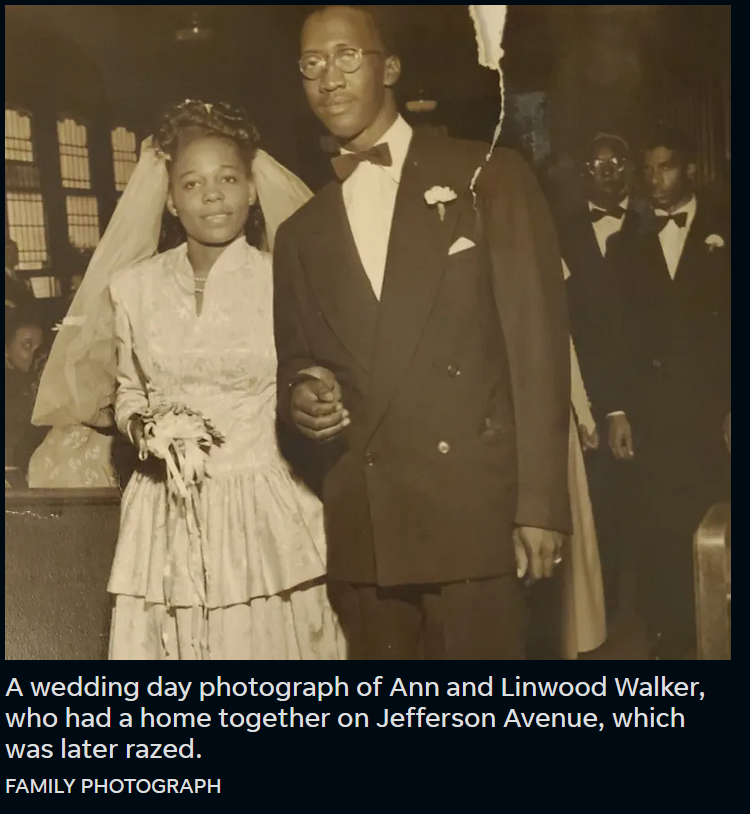 A wedding day photograph of Ann and Linwood Walker,
who had a home together on Jefferson Avenue, which
was later razed.
FAMILY PHOTOGRAPH